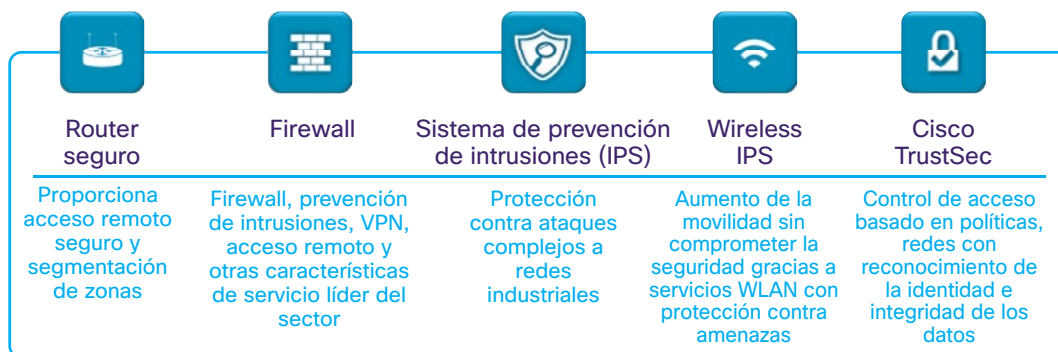 Router
seguro
Proporciona
acceso remoto
seguro y
segmentación
de zonas
Firewall
Firewall, prevención
de intrusiones, VPN,
acceso remoto y
otras características
de servicio líder del
sector
Sistema de prevención
de intrusiones (IPS)
Protección
contra ataques
complejos a
redes
industriales
Wireless
IPS
Aumento de la
movilidad sin
comprometer la
seguridad gracias a
servicios WLAN con
protección contra
amenazas
Cisco
TrustSec
Control de acceso
basado en políticas,
redes con
reconocimiento de
la identidad e
integridad de los
datos